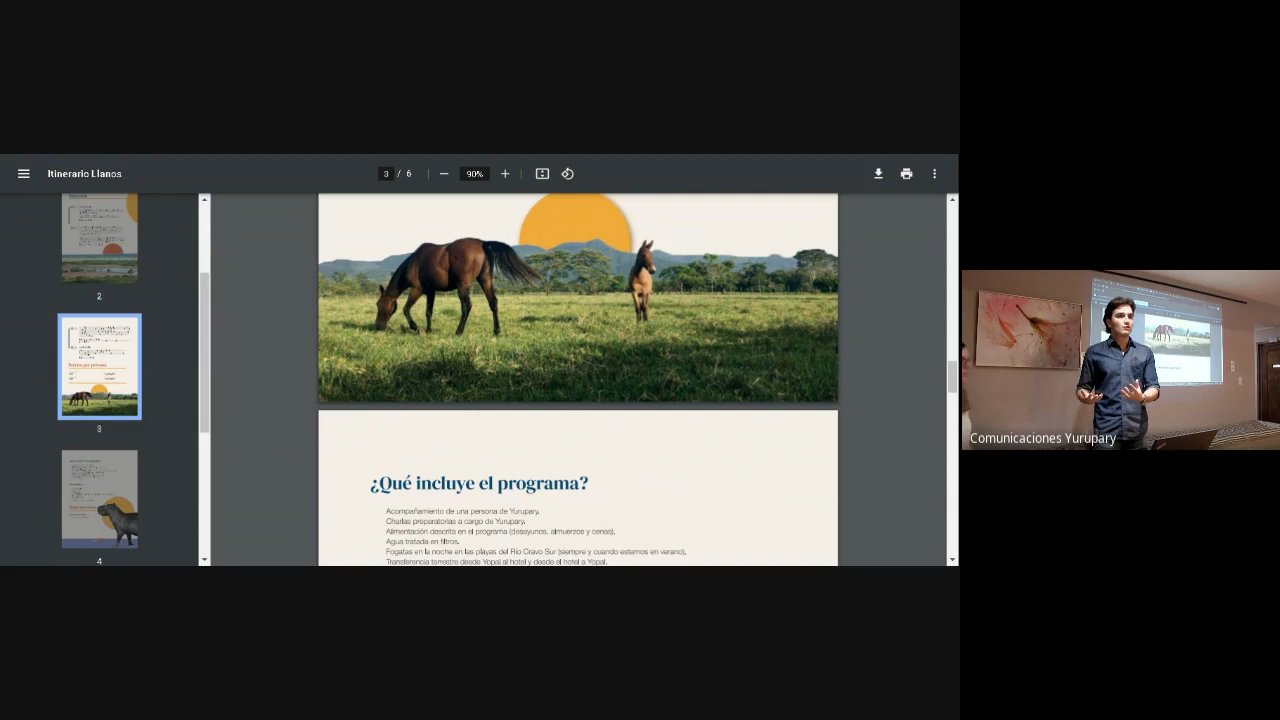 Itinerario Llanos
3 / 6
90%
2
3
4
¿Qué incluye el programa?
Acompañamiento de una persona de Yurupary.
Charlas preparatorias a cargo de Yurupary.
Alimentación descrita en el programa (desayunos, almuerzos y cenas).
Agua tratada en filtros.
Fogatas en la noche en las playas del Rio Cravo Sur (siempre y cuando estemos en verano),
Transferencia terrestre desde Yopal al hotel y desde el hotel a Yopal.
Comunicaciones Yurupary